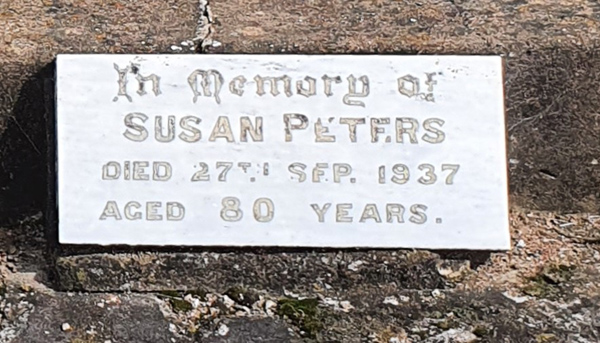 In Memory of
SUSAN PETERS
DIED 27TH SEP. 1937
AGED 80 YEARS.